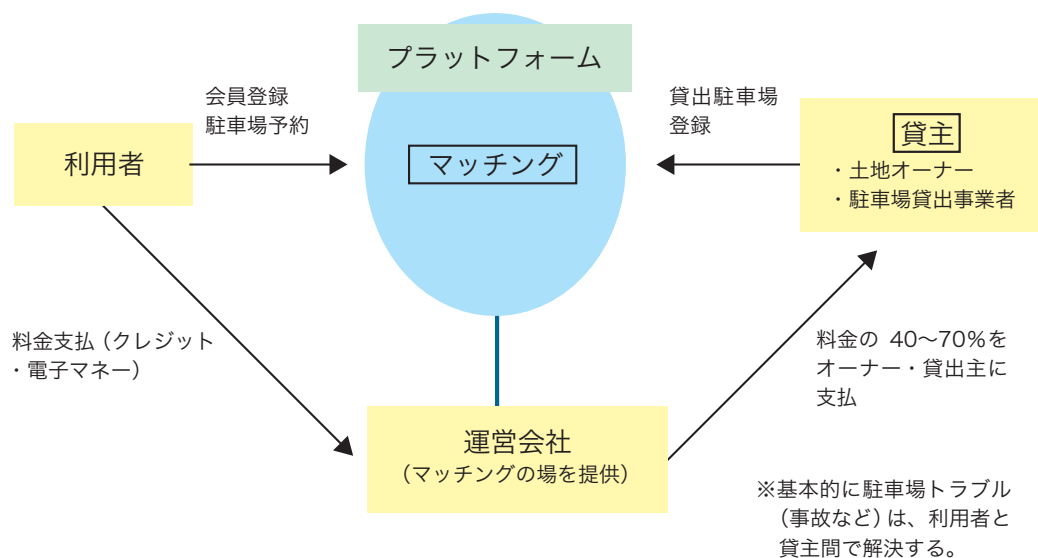 プラットフォーム
会員登録
駐車場予約
貸出駐車場
登録
利用者
マッチング
貸主
・土地オーナー
・駐車場貸出事業者
料金支払（クレジット
・電子マネー）
料金の 40〜70%を
オーナー・貸出主に
支払
運営会社
（マッチングの場を提供）
※基本的に駐車場トラブル
（事故など）は、利用者と
貸主間で解決する。